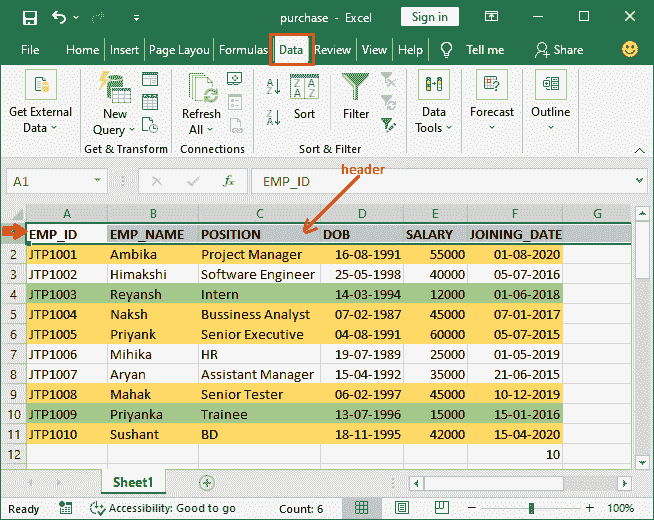 purchase - Excel Sign in
File Home Insert Page Layou Formulas Data Review View Help Tell me Share
Get External Data New Query Refresh All Sort Filter Data Tools Forecast Outline
Get & Transform Connections Sort & Filter
header
A1 fx EMP_ID
A B C D E F G
EMP_ID EMP_NAME POSITION DOB SALARY JOINING_DATE
2 JTP1001 Ambika Project Manager 16-08-1991 55000 01-08-2020
3 JTP1002 Himakshi Software Engineer 25-05-1998 40000 05-07-2016
4 JTP1003 Reyansh Intern 14-03-1994 12000 01-06-2018
5 JTP1004 Naksh Bussiness Analyst 07-02-1987 45000 07-01-2017
6 JTP1005 Priyank Senior Executive 04-08-1991 60000 05-07-2015
7 JTP1006 Mihika HR 19-07-1989 25000 01-05-2019
8 JTP1007 Aryan Assistant Manager 15-04-1992 35000 21-06-2015
9 JTP1008 Mahak Senior Tester 06-02-1997 45000 10-12-2019
10 JTP1009 Priyanka Trainee 13-07-1996 15000 15-01-2016
11 JTP1010 Sushant BD 18-11-1995 42000 15-04-2020
12 10
Sheet1
Ready Accessibility: Good to go Count: 6 100%